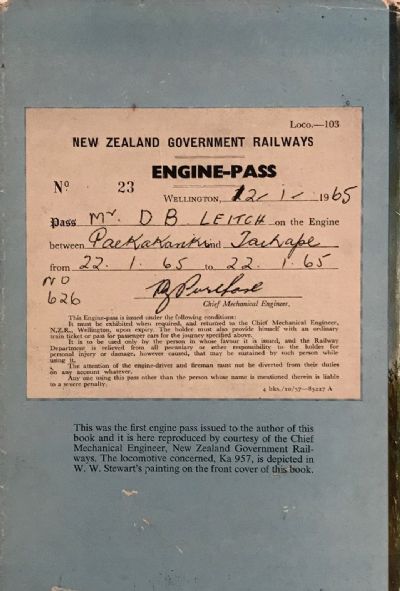 Loco.—103
NEW ZEALAND GOVERNMENT RAILWAYS
ENGINE-PASS
No 23
WELLINGTON, 12/ 1 / 1965
Pass Mr. D B LEITCH on the Engine
between Paekakariki and Taihape
from 22. 1. 65 to 22. 1. 65
NO
626
Chief Mechanical Engineer.
This Engine-pass is issued under the following conditions:
It must be exhibited when required, and returned to the Chief Mechanical Engineer,
N.Z.R., Wellington, upon expiry. The holder must also provide himself with an ordinary
train ticket or pass for passenger cars for the journey specified above.
It is to be used only by the person in whose favour it is issued, and the Railway
Department is relieved from all pecuniary or other responsibility to the holder for
personal injury or damage, however caused, that may be sustained by such person while
using it.
The attention of the engine-driver and fireman must not be diverted from their duties
on any account whatever.
Any one using this pass other than the person whose name is mentioned therein is liable
to a severe penalty.
4 bks./10/57—83227 A
This was the first engine pass issued to the author of this
book and it is here reproduced by courtesy of the Chief
Mechanical Engineer, New Zealand Government Rail-
ways. The locomotive concerned, Ka 957, is depicted in
W. W. Stewart's painting on the front cover of this book.